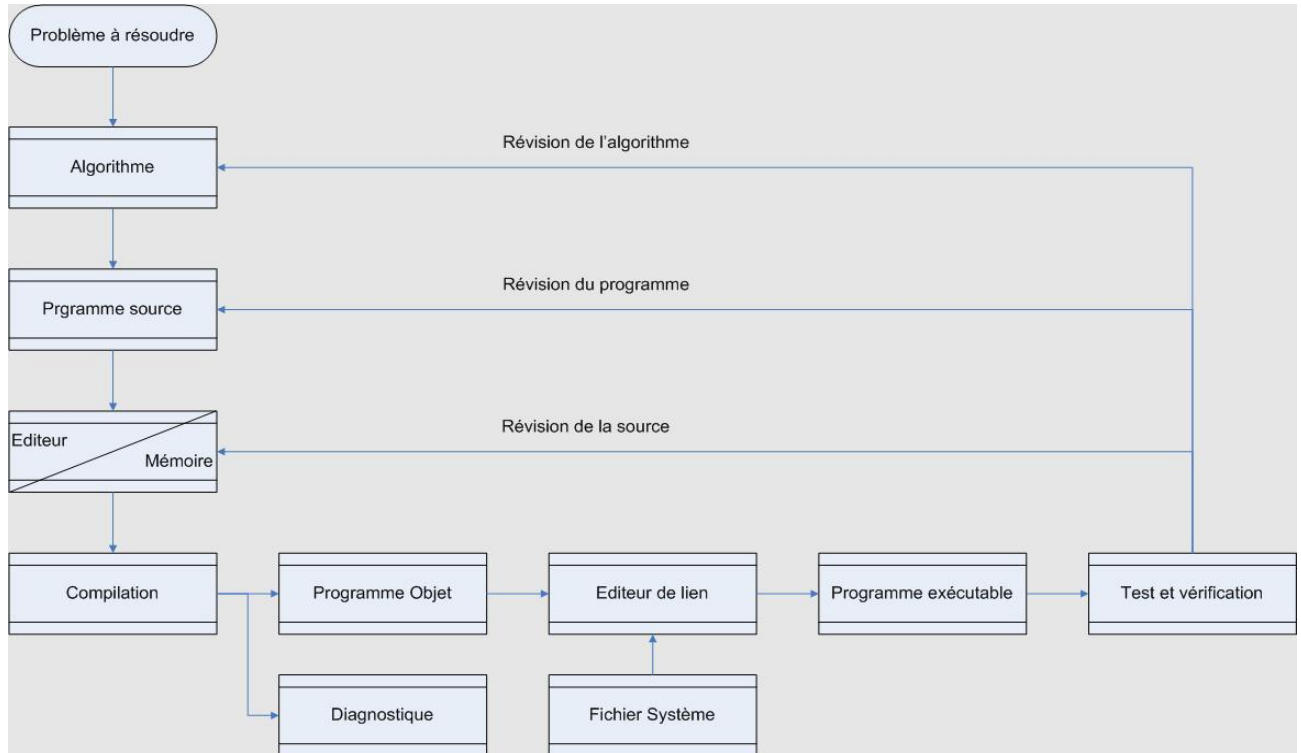 Problème à résoudre
Révision de l'algorithme
Algorithme
Révision du programme
Prgramme source
Révision de la source
Editeur
Mémoire
Compilation
Programme Objet
Editeur de lien
Programme exécutable
Test et vérification
Diagnostique
Fichier Système